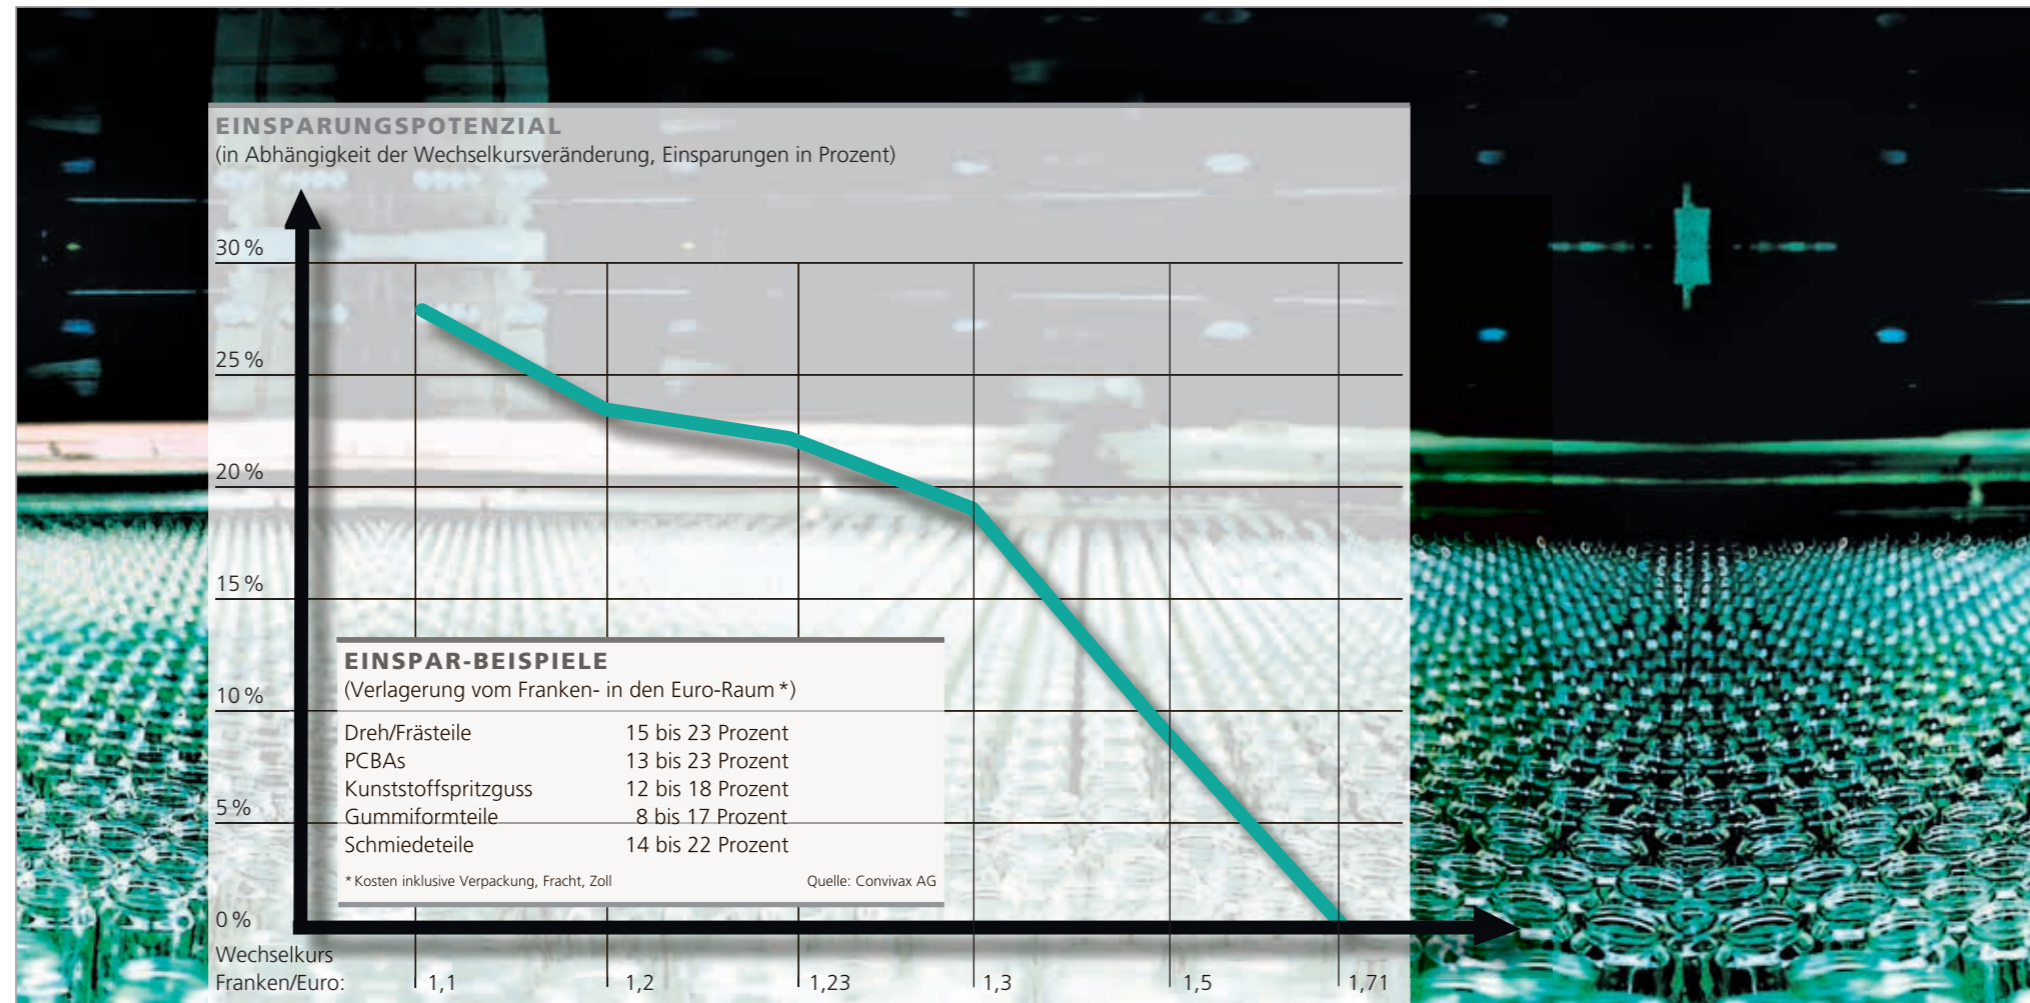 EINSPARUNGSPOTENZIAL
(in Abhängigkeit der Wechselkursveränderung, Einsparungen in Prozent)
30 %
25 %
20 %
15 %
10 %
5 %
0 %
EINSPAR-BEISPIELE
(Verlagerung vom Franken- in den Euro-Raum *)
Dreh/Frästeile 15 bis 23 Prozent
PCBAs 13 bis 23 Prozent
Kunststoffspritzguss 12 bis 18 Prozent
Gummiformteile 8 bis 17 Prozent
Schmiedeteile 14 bis 22 Prozent
* Kosten inklusive Verpackung, Fracht, Zoll Quelle: Convivax AG
Wechselkurs
Franken/Euro: 1,1 1,2 1,23 1,3 1,5 1,71